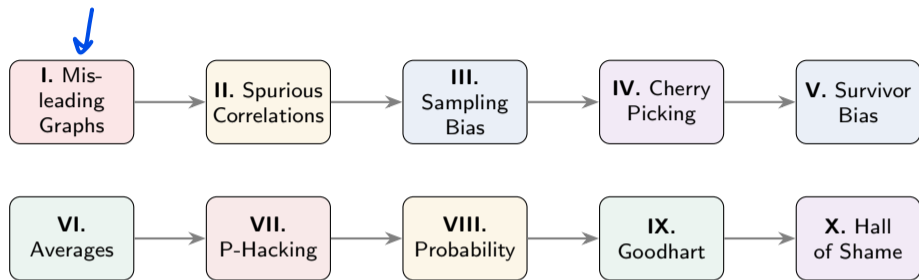 I. Mis-
leading
Graphs
II. Spurious
Correlations
III.
Sampling
Bias
IV. Cherry
Picking
V. Survivor
Bias
VI.
Averages
VII.
P-Hacking
VIII.
Probability
IX.
Goodhart
X. Hall
of Shame